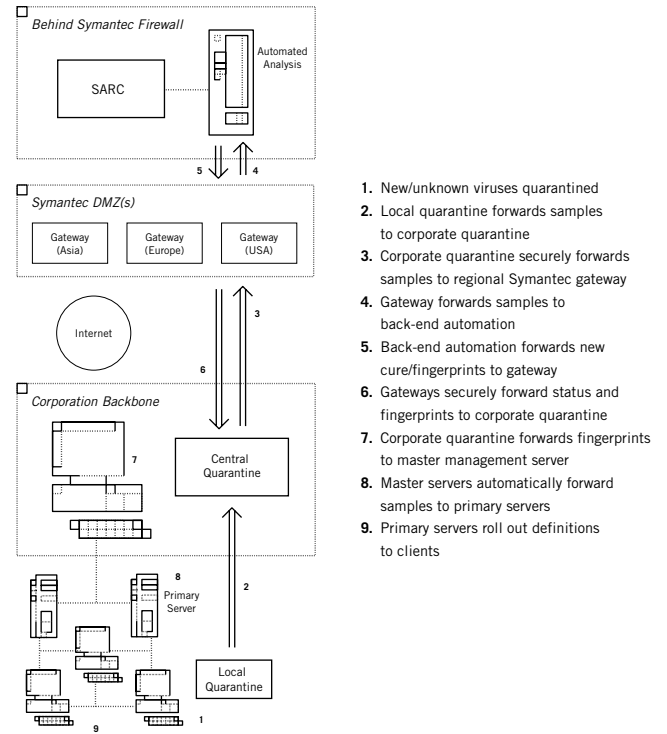 Behind Symantec Firewall
SARC
Automated
Analysis
5
4
Symantec DMZ(s)
Gateway
(Asia)
Gateway
(Europe)
Gateway
(USA)
Internet
3
6
Corporation Backbone
7
Central
Quarantine
8
Primary
Server
2
Local
Quarantine
1
9
1. New/unknown viruses quarantined
2. Local quarantine forwards samples
to corporate quarantine
3. Corporate quarantine securely forwards
samples to regional Symantec gateway
4. Gateway forwards samples to
back-end automation
5. Back-end automation forwards new
cure/fingerprints to gateway
6. Gateways securely forward status and
fingerprints to corporate quarantine
7. Corporate quarantine forwards fingerprints
to master management server
8. Master servers automatically forward
samples to primary servers
9. Primary servers roll out definitions
to clients